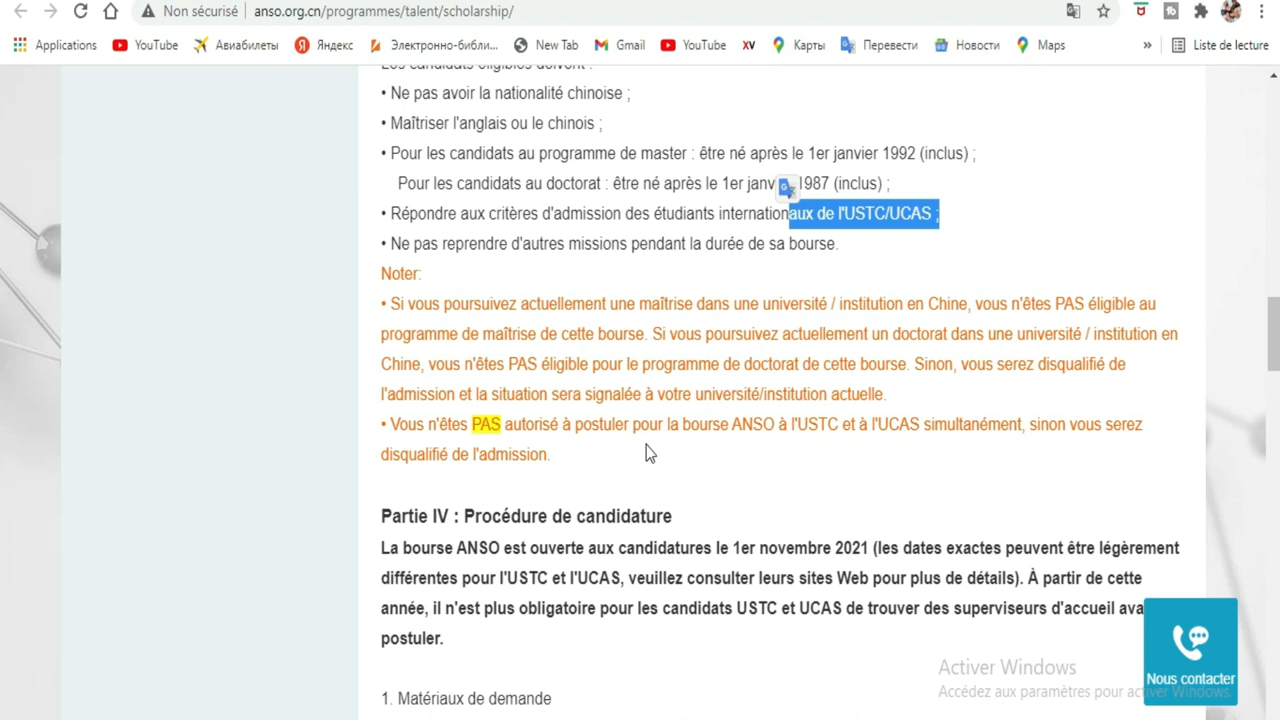 Non sécurisé anso.org.cn/programmes/talent/scholarship/
Applications YouTube Авиабилеты Яндекс Электронно-библи... New Tab Gmail YouTube XV Карты Перевести Новости Maps » Liste de lecture
Les candidats éligibles doivent :
• Ne pas avoir la nationalité chinoise ;
• Maîtriser l'anglais ou le chinois ;
• Pour les candidats au programme de master : être né après le 1er janvier 1992 (inclus) ;
Pour les candidats au doctorat : être né après le 1er janv 1987 (inclus) ;
• Répondre aux critères d'admission des étudiants internationaux de l'USTC/UCAS ;
• Ne pas reprendre d'autres missions pendant la durée de sa bourse.
Noter:
• Si vous poursuivez actuellement une maîtrise dans une université / institution en Chine, vous n'êtes PAS éligible au
programme de maîtrise de cette bourse. Si vous poursuivez actuellement un doctorat dans une université / institution en
Chine, vous n'êtes PAS éligible pour le programme de doctorat de cette bourse. Sinon, vous serez disqualifié de
l'admission et la situation sera signalée à votre université/institution actuelle.
• Vous n'êtes PAS autorisé à postuler pour la bourse ANSO à l'USTC et à l'UCAS simultanément, sinon vous serez
disqualifié de l'admission.
Partie IV : Procédure de candidature
La bourse ANSO est ouverte aux candidatures le 1er novembre 2021 (les dates exactes peuvent être légèrement
différentes pour l'USTC et l'UCAS, veuillez consulter leurs sites Web pour plus de détails). À partir de cette
année, il n'est plus obligatoire pour les candidats USTC et UCAS de trouver des superviseurs d'accueil ava
postuler.
Nous contacter
Activer Windows
Accédez aux paramètres pour activer Windows.
1. Matériaux de demande